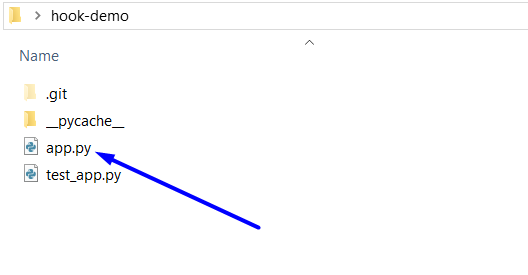 hook-demo
Name
.git
__pycache__
app.py
test_app.py